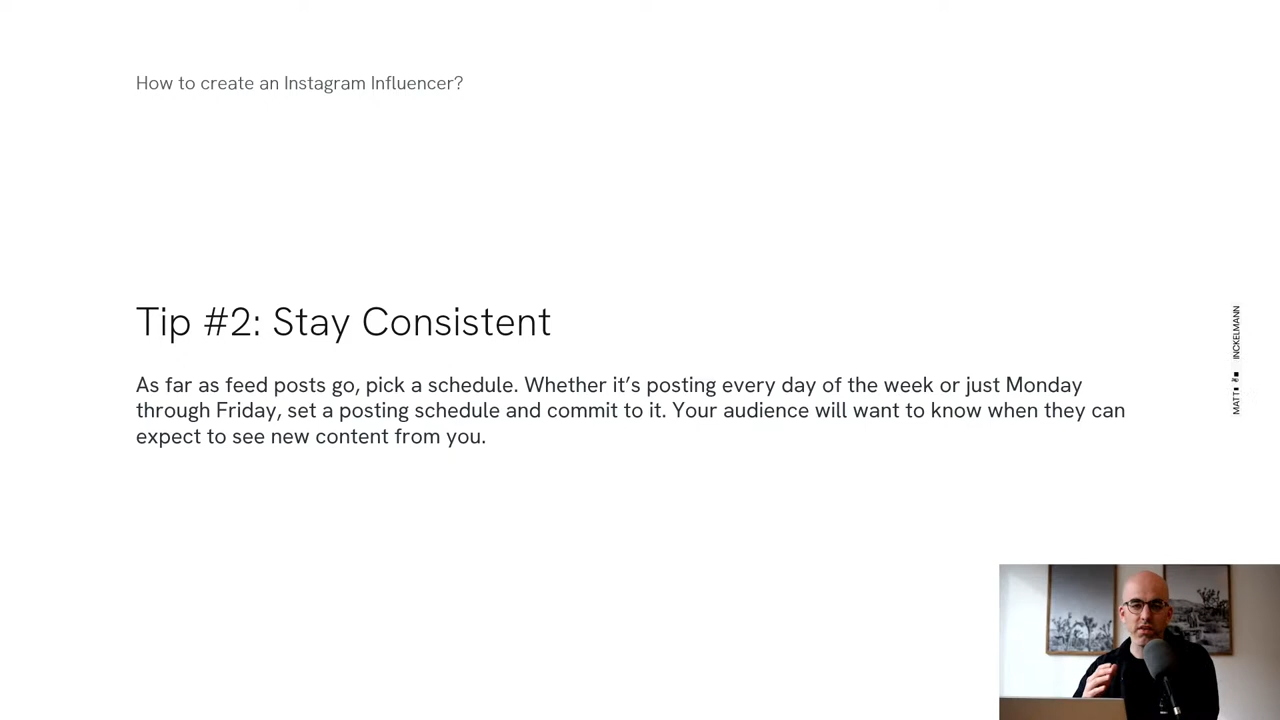 How to create an Instagram Influencer?
Tip #2: Stay Consistent
As far as feed posts go, pick a schedule. Whether it’s posting every day of the week or just Monday
through Friday, set a posting schedule and commit to it. Your audience will want to know when they can
expect to see new content from you.
MATT INCKELMANN